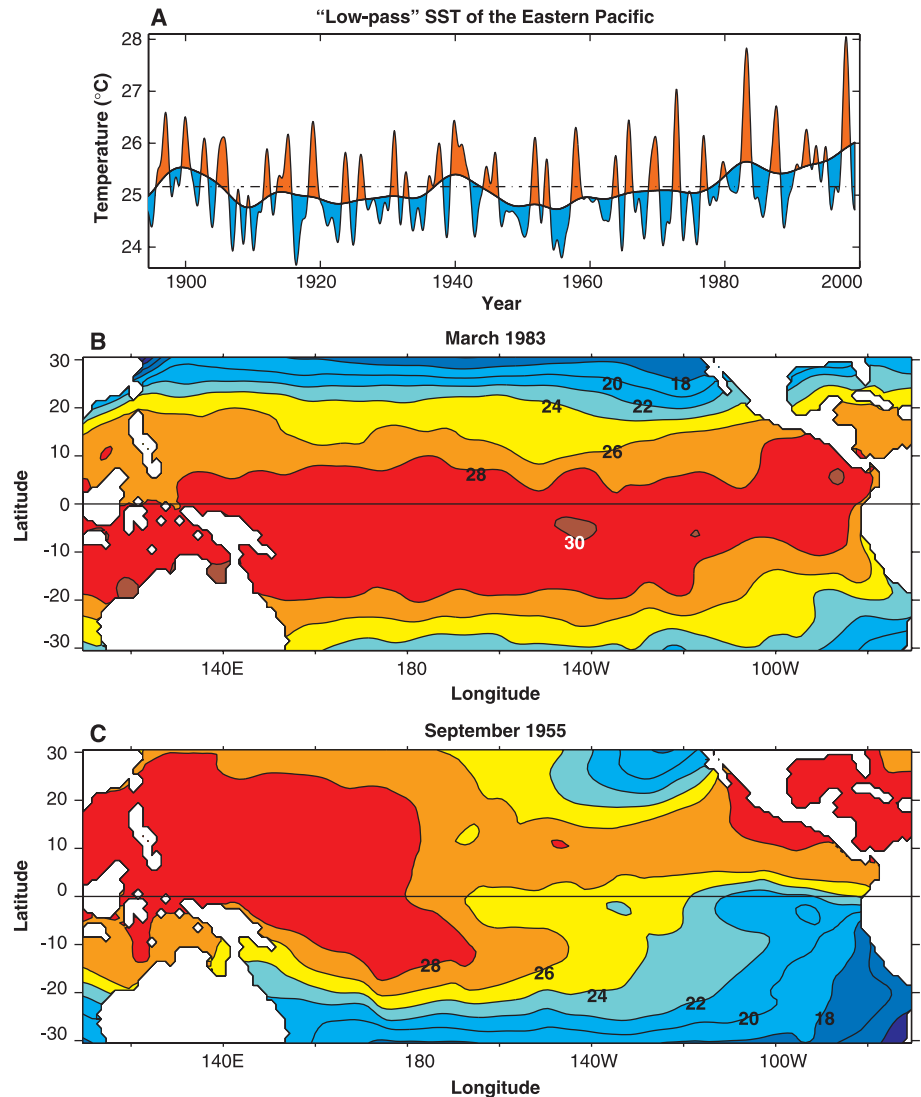 A
“Low-pass” SST of the Eastern Pacific
28
27
26
25
24
Temperature (°C)
1900 1920 1940 1960 1980 2000
Year
B
March 1983
30
20
10
0
-10
-20
-30
Latitude
20 18
24 22
26
28
30
140E 180 140W 100W
Longitude
C
September 1955
30
20
10
0
-10
-20
-30
Latitude
28 26 24 22 20 18
140E 180 140W 100W
Longitude